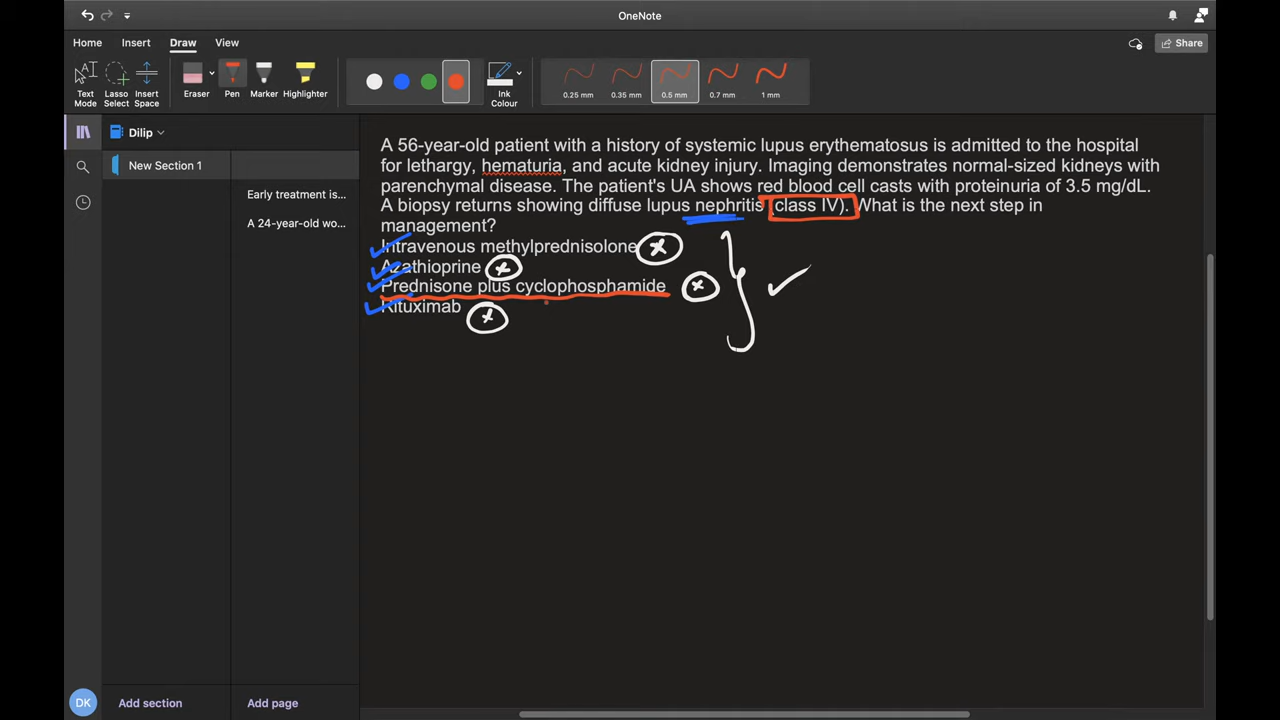 OneNote
Home Insert Draw View
Share
Text Mode
Lasso Select
Insert Space
Eraser
Pen
Marker
Highlighter
Ink Colour
0.25 mm
0.35 mm
0.5 mm
0.7 mm
1 mm
Dilip
New Section 1
Early treatment is...
A 24-year-old wo...
A 56-year-old patient with a history of systemic lupus erythematosus is admitted to the hospital
for lethargy, hematuria, and acute kidney injury. Imaging demonstrates normal-sized kidneys with
parenchymal disease. The patient's UA shows red blood cell casts with proteinuria of 3.5 mg/dL.
A biopsy returns showing diffuse lupus nephritis (class IV). What is the next step in
management?
Intravenous methylprednisolone
Azathioprine
Prednisone plus cyclophosphamide
Rituximab
DK
Add section
Add page